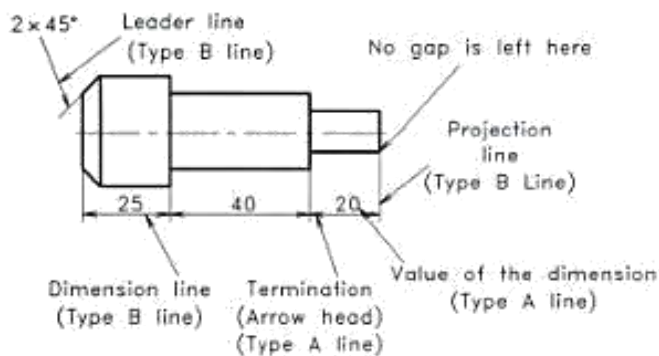 2×45°
Leader line
(Type B line)
No gap is left here
Projection
line
(Type B Line)
25
40
20
Dimension line
(Type B line)
Termination
(Arrow head)
(Type A line)
Value of the dimension
(Type A line)